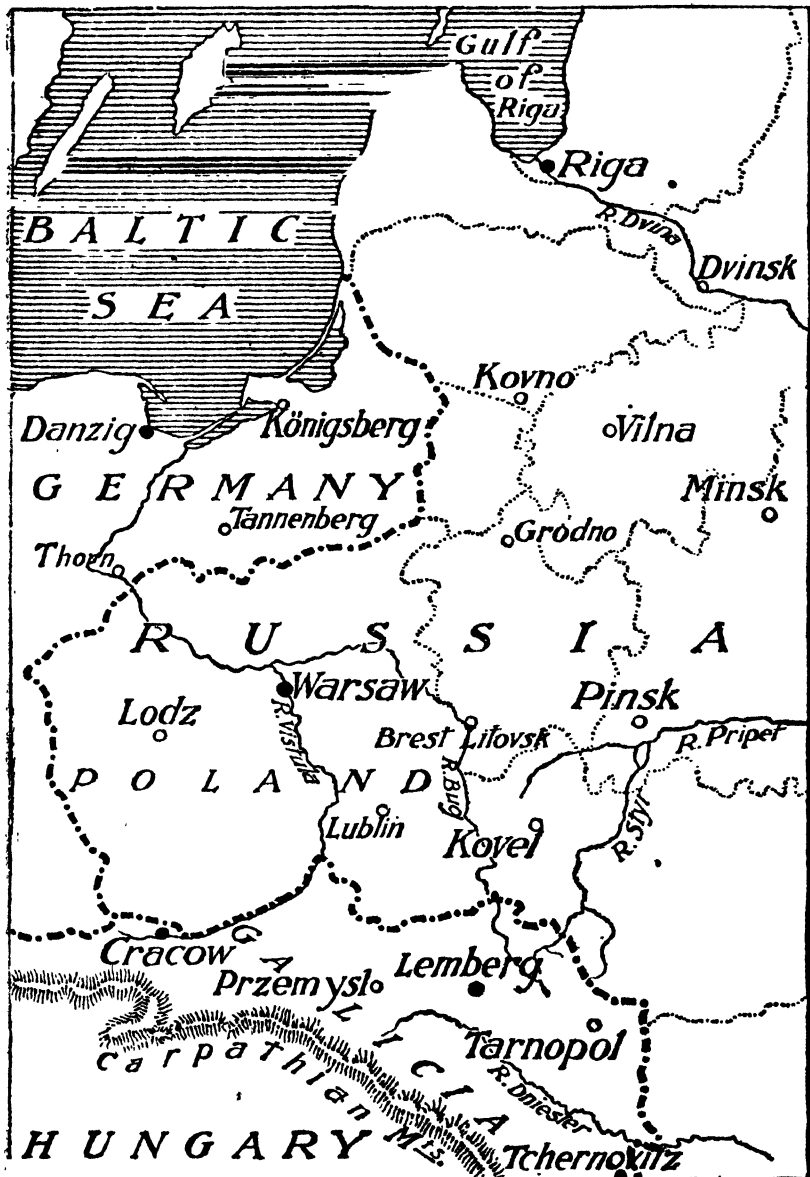 Gulf
of
Riga
Riga
R. Dvina
BALTIC
SEA
Dvinsk
Kovno
Danzig
Königsberg
Vilna
GERMANY
Minsk
Tannenberg
Grodno
Thorn
RUSSIA
Warsaw
Lodz
Pinsk
R. Vistula
Brest Litovsk
R. Pripet
POLAND
R. Bug
Lublin
Kovel
R. Styr
Cracow
GALICIA
Przemysl
Lemberg
Tarnopol
Carpathian Mts.
R. Dniester
HUNGARY
Tchernovitz